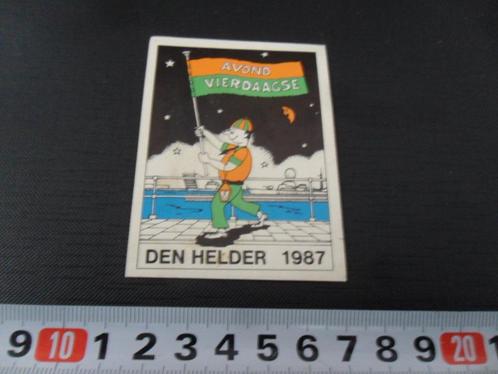 AVOND
VIERDAAGSE
DEN HELDER 1987
9 10 1 2 3 4 5 6 7 8 9 20 1